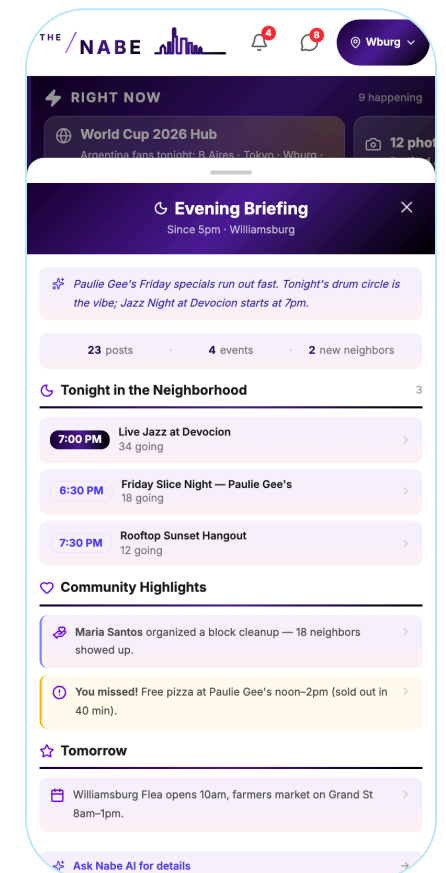 THE
NABE
4
8
Wburg
RIGHT NOW
9 happening
World Cup 2026 Hub
Argentina fans tonight: B Aires · Tokyo · Wburg ·
12 phot
Evening Briefing
Since 5pm · Williamsburg
Paulie Gee's Friday specials run out fast. Tonight's drum circle is
the vibe; Jazz Night at Devocion starts at 7pm.
23 posts · 4 events · 2 new neighbors
Tonight in the Neighborhood
3
7:00 PM
Live Jazz at Devocion
34 going
6:30 PM
Friday Slice Night — Paulie Gee's
18 going
7:30 PM
Rooftop Sunset Hangout
12 going
Community Highlights
Maria Santos organized a block cleanup — 18 neighbors
showed up.
You missed! Free pizza at Paulie Gee's noon–2pm (sold out in
40 min).
Tomorrow
Williamsburg Flea opens 10am, farmers market on Grand St
8am–1pm.
Ask Nabe AI for details